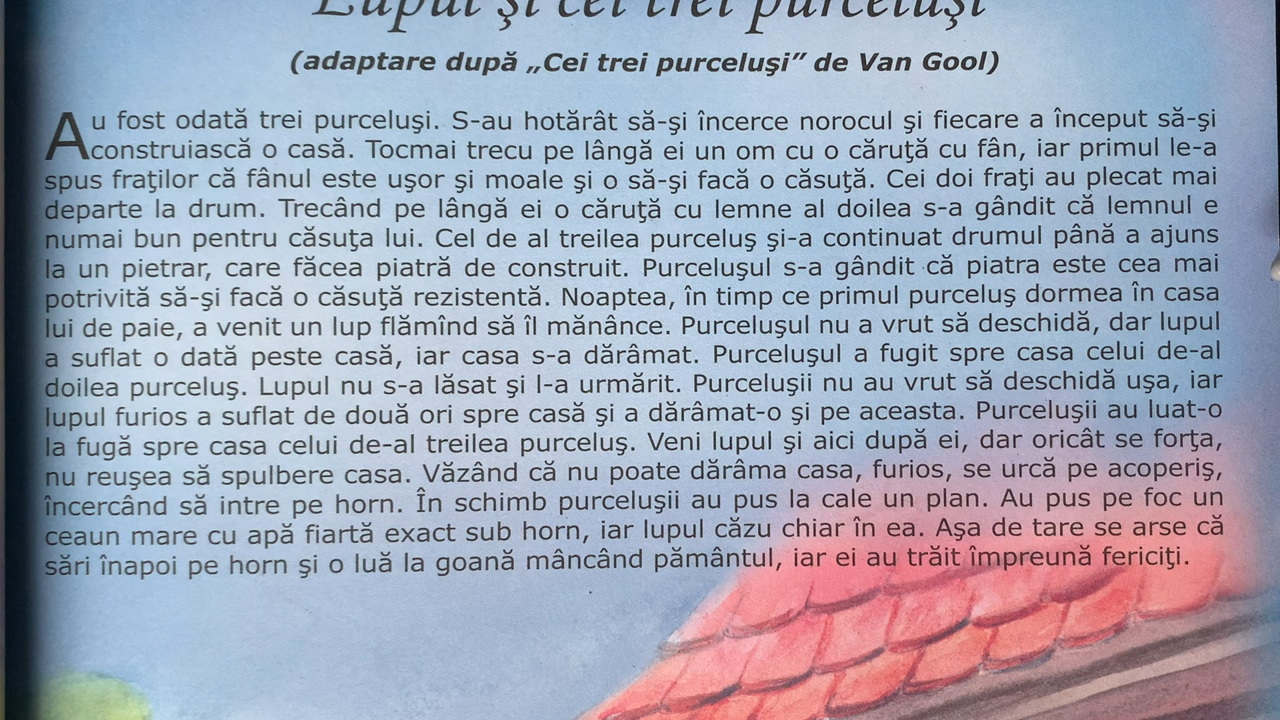 Lupul şi cei trei purceluşi
(adaptare după „Cei trei purceluşi” de Van Gool)
Au fost odată trei purceluşi. S-au hotărât să-şi încerce norocul şi fiecare a început să-şi
construiască o casă. Tocmai trecu pe lângă ei un om cu o căruţă cu fân, iar primul le-a
spus fraţilor că fânul este uşor şi moale şi o să-şi facă o căsuţă. Cei doi fraţi au plecat mai
departe la drum. Trecând pe lângă ei o căruţă cu lemne al doilea s-a gândit că lemnul e
numai bun pentru căsuţa lui. Cel de al treilea purceluş şi-a continuat drumul până a ajuns
la un pietrar, care făcea piatră de construit. Purceluşul s-a gândit că piatra este cea mai
potrivită să-şi facă o căsuţă rezistentă. Noaptea, în timp ce primul purceluş dormea în casa
lui de paie, a venit un lup flămînd să îl mănânce. Purceluşul nu a vrut să deschidă, dar lupul
a suflat o dată peste casă, iar casa s-a dărâmat. Purceluşul a fugit spre casa celui de-al
doilea purceluş. Lupul nu s-a lăsat şi l-a urmărit. Purceluşii nu au vrut să deschidă uşa, iar
lupul furios a suflat de două ori spre casă şi a dărâmat-o şi pe aceasta. Purceluşii au luat-o
la fugă spre casa celui de-al treilea purceluş. Veni lupul şi aici după ei, dar oricât se forţa,
nu reuşea să spulbere casa. Văzând că nu poate dărâma casa, furios, se urcă pe acoperiş,
încercând să intre pe horn. În schimb purceluşii au pus la cale un plan. Au pus pe foc un
ceaun mare cu apă fiartă exact sub horn, iar lupul căzu chiar în ea. Aşa de tare se arse că
sări înapoi pe horn şi o luă la goană mâncând pământul, iar ei au trăit împreună fericiţi.